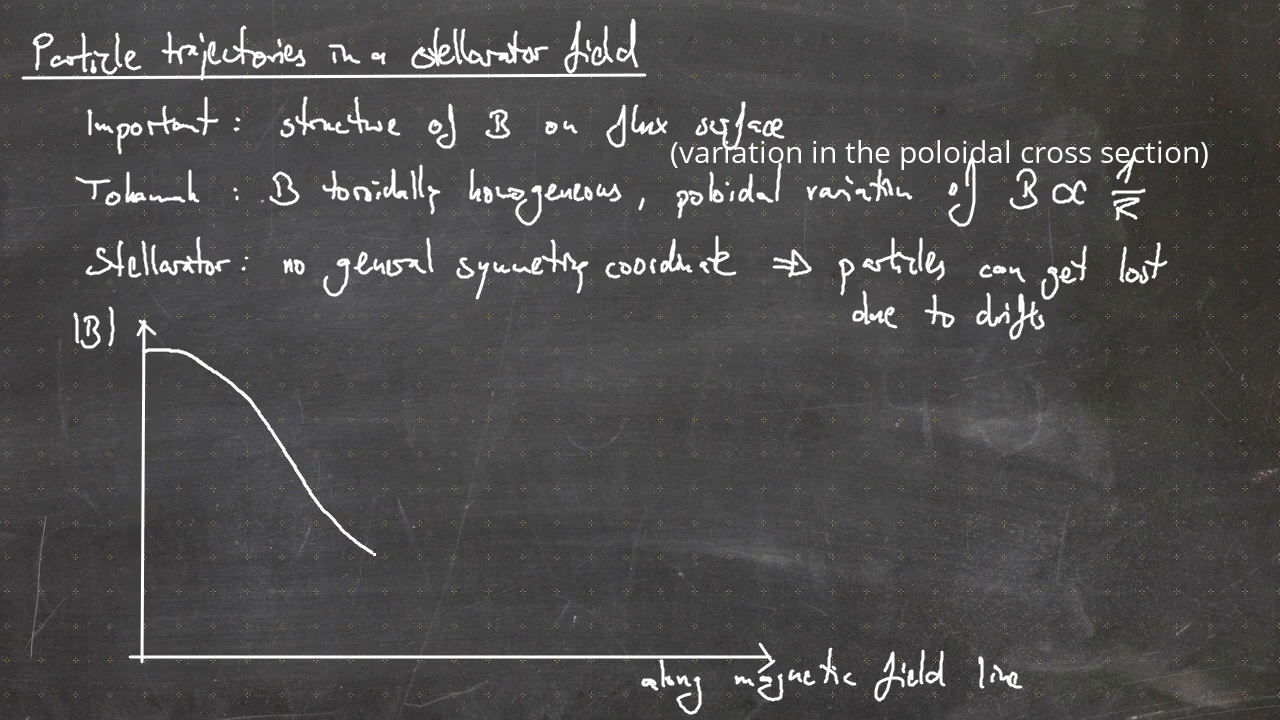 Particle trajectories in a stellarator field
Important : structure of B on flux surface
(variation in the poloidal cross section)
Tokamak : B toroidally homogeneous, poloidal variation of B ∝ 1/R
Stellarator: no general symmetry coordinate ⇒ particles can get lost
due to drifts
|B|
along magnetic field line